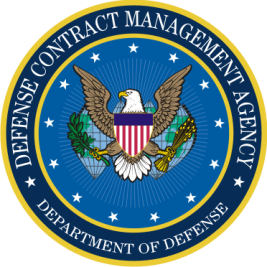 DEFENSE CONTRACT MANAGEMENT AGENCY
DEPARTMENT OF DEFENSE